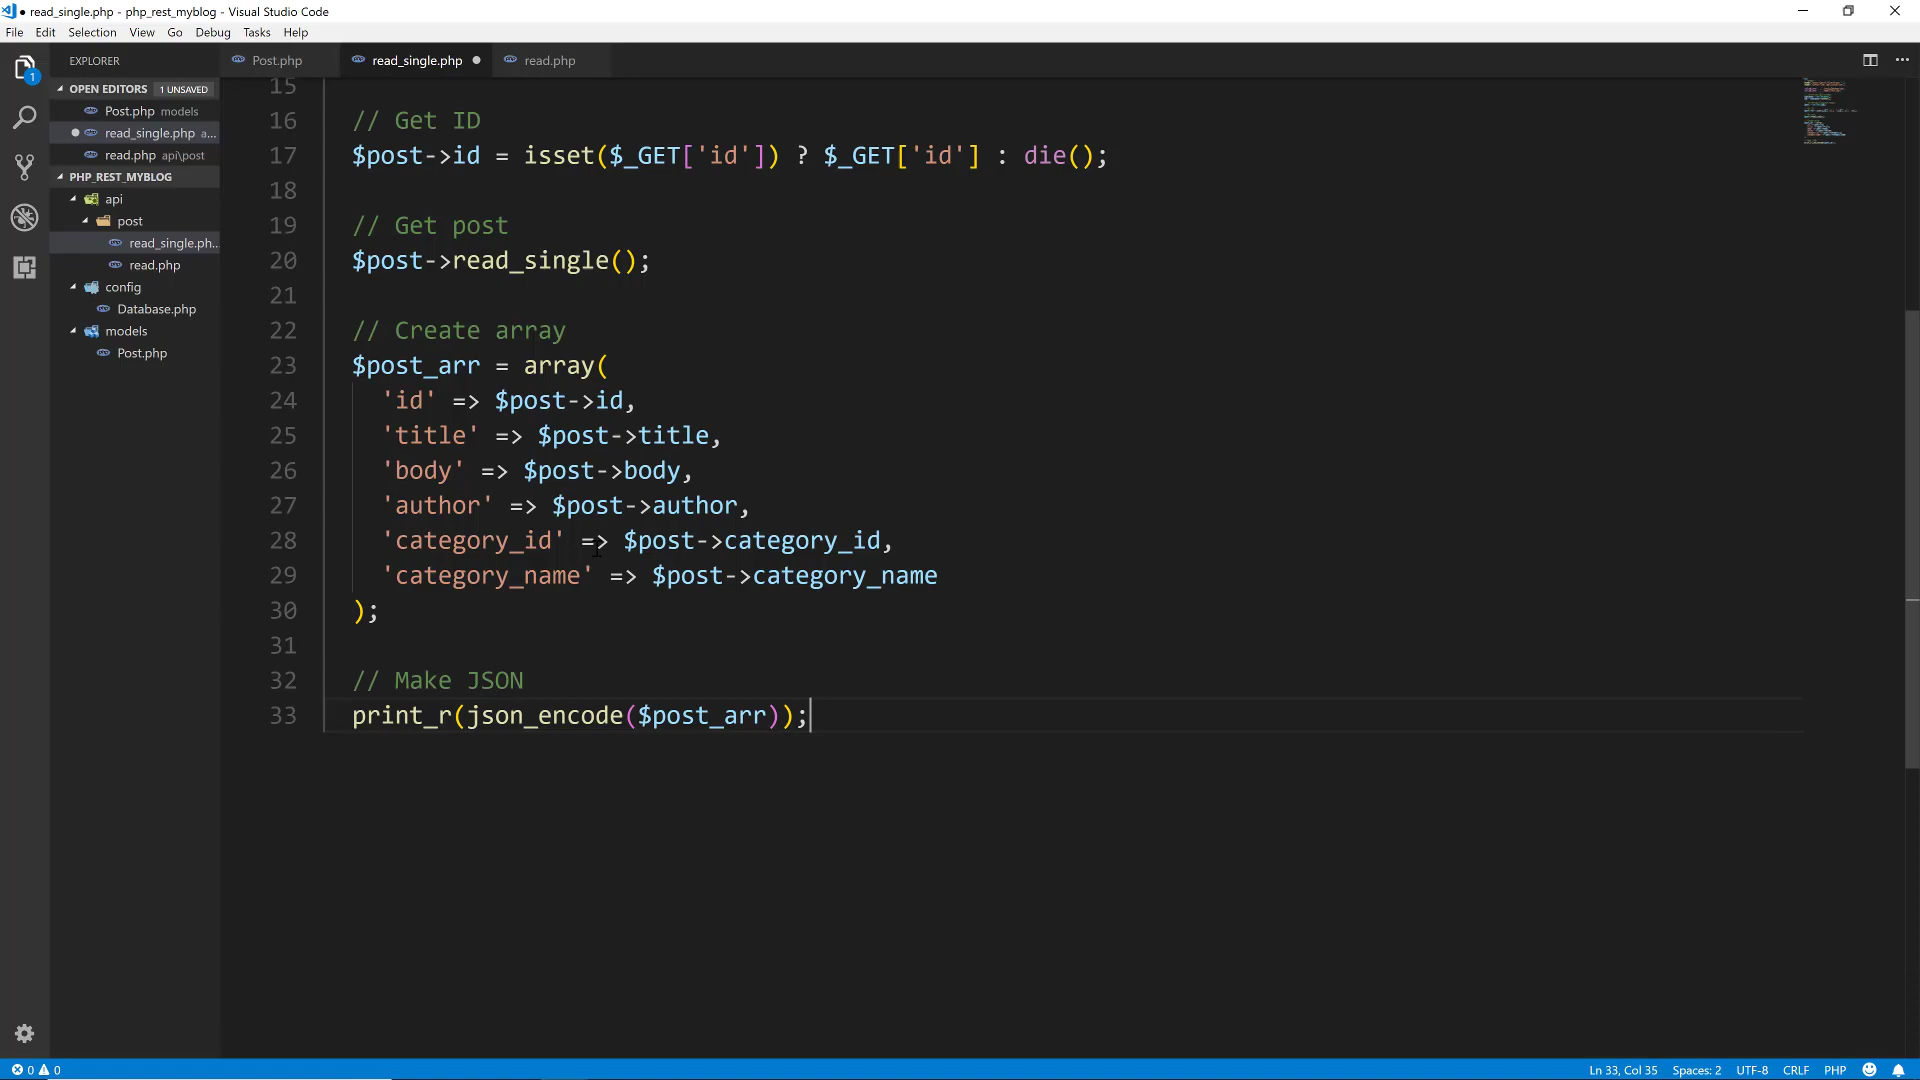 ● read_single.php - php_rest_myblog - Visual Studio Code
File Edit Selection View Go Debug Tasks Help
EXPLORER
OPEN EDITORS 1 UNSAVED
Post.php models
read_single.php a...
read.php api\post
PHP_REST_MYBLOG
api
post
read_single.ph...
read.php
config
Database.php
models
Post.php
1
Post.php read_single.php ● read.php
15
16 // Get ID
17 $post->id = isset($_GET['id']) ? $_GET['id'] : die();
18
19 // Get post
20 $post->read_single();
21
22 // Create array
23 $post_arr = array(
24 'id' => $post->id,
25 'title' => $post->title,
26 'body' => $post->body,
27 'author' => $post->author,
28 'category_id' => $post->category_id,
29 'category_name' => $post->category_name
30 );
31
32 // Make JSON
33 print_r(json_encode($post_arr));
0 0 Ln 33, Col 35 Spaces: 2 UTF-8 CRLF PHP